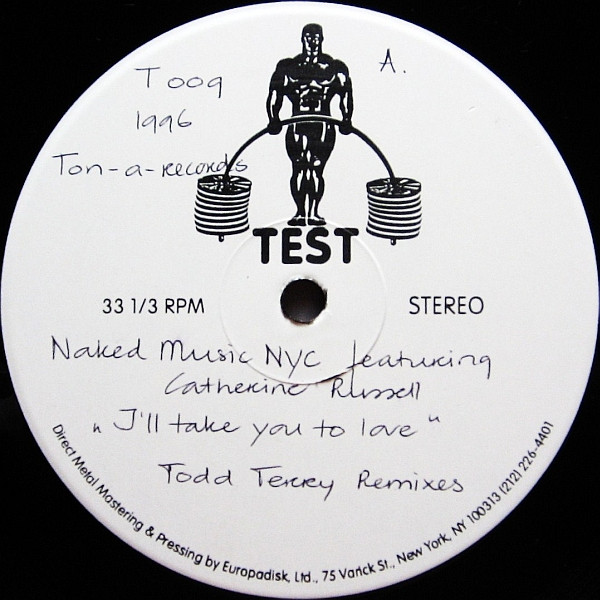 Toog
A.
1996
Ton-a-records
TEST
33 1/3 RPM
STEREO
Naked Music NYC featuring
Catherine Russell
„I'll take you to love“
Todd Terry Remixes
Direct Metal Mastering & Pressing by Europadisk, Ltd., 75 Varick St., New York, NY 100313 (212) 226-4401